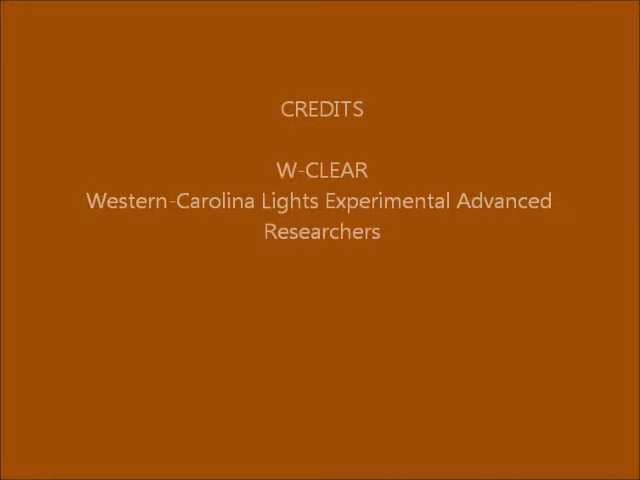 CREDITS
W-CLEAR
Western-Carolina Lights Experimental Advanced
Researchers